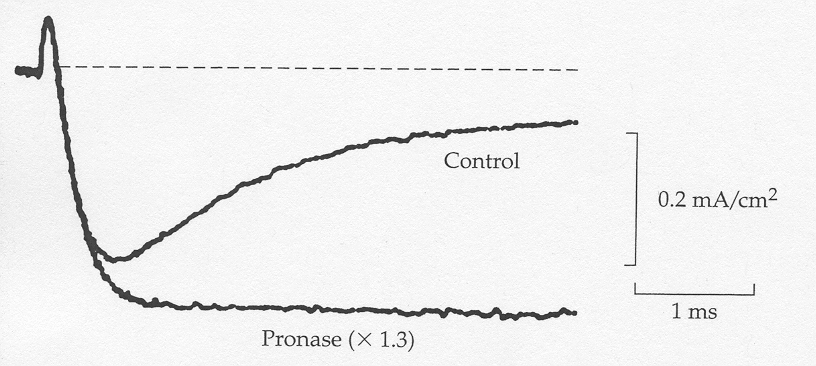 Control
0.2 mA/cm²
1 ms
Pronase (× 1.3)